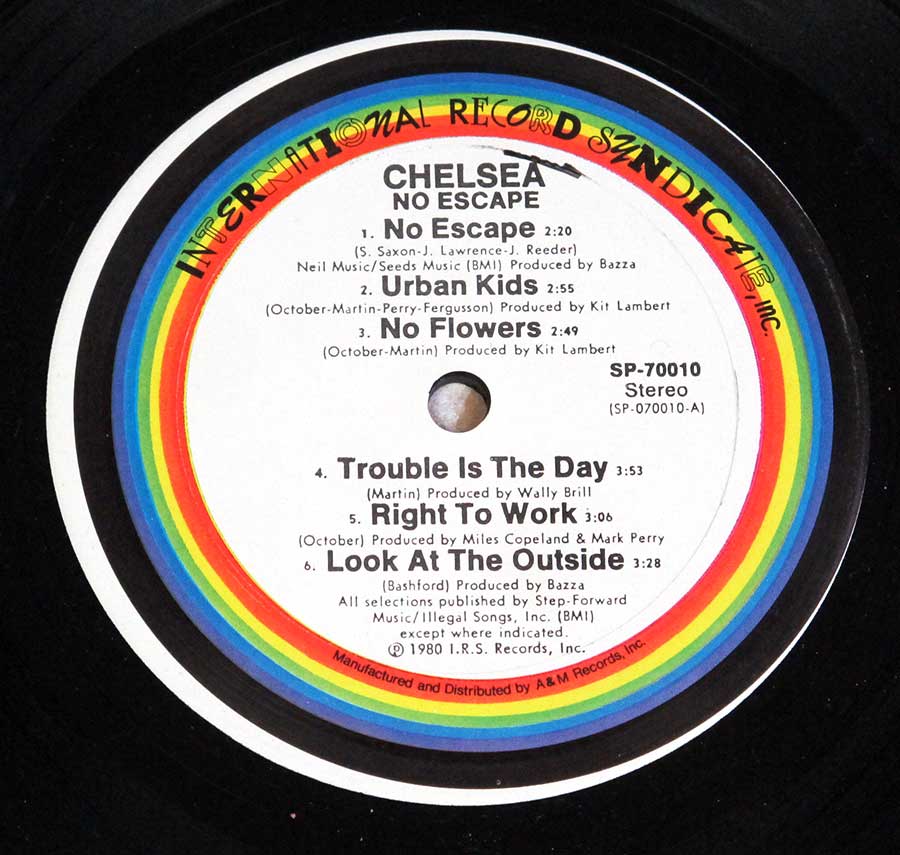 INTERNATIONAL RECORD SYNDICATE, INC.
CHELSEA
NO ESCAPE
1. No Escape 2:20
(S. Saxon-J. Lawrence-J. Reeder)
Neil Music/Seeds Music (BMI) Produced by Bazza
2. Urban Kids 2:55
(October-Martin-Perry-Fergusson) Produced by Kit Lambert
3. No Flowers 2:49
(October-Martin) Produced by Kit Lambert
SP-70010
Stereo
(SP-070010-A)
4. Trouble Is The Day 3:53
(Martin) Produced by Wally Brill
5. Right To Work 3:06
(October) Produced by Miles Copeland & Mark Perry
6. Look At The Outside 3:28
(Bashford) Produced by Bazza
All selections published by Step-Forward
Music/Illegal Songs, Inc. (BMI)
except where indicated.
℗ 1980 I.R.S. Records, Inc.
Manufactured and Distributed by A & M Records, Inc.